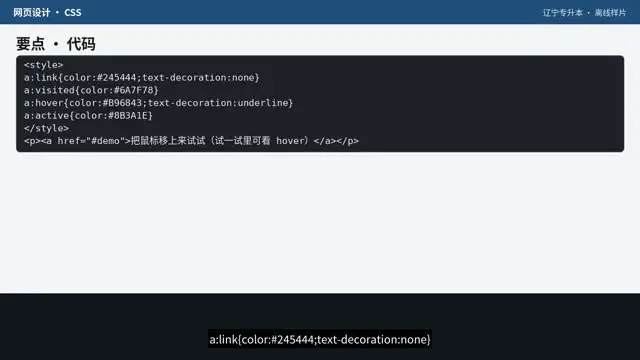 网页设计 · CSS
辽宁专升本 · 离线样片
要点 · 代码
<style>
a:link{color:#245444;text-decoration:none}
a:visited{color:#6A7F78}
a:hover{color:#B96843;text-decoration:underline}
a:active{color:#8B3A1E}
</style>
<p><a href="#demo">把鼠标移上来试试（试一试里可看 hover）</a></p>
a:link{color:#245444;text-decoration:none}